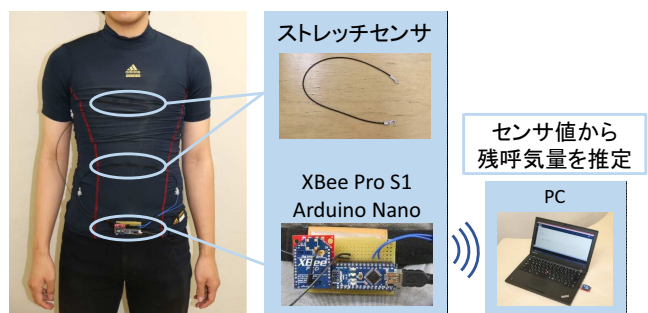 ストレッチセンサ
XBee Pro S1
Arduino Nano
XBee
センサ値から
残呼気量を推定
PC